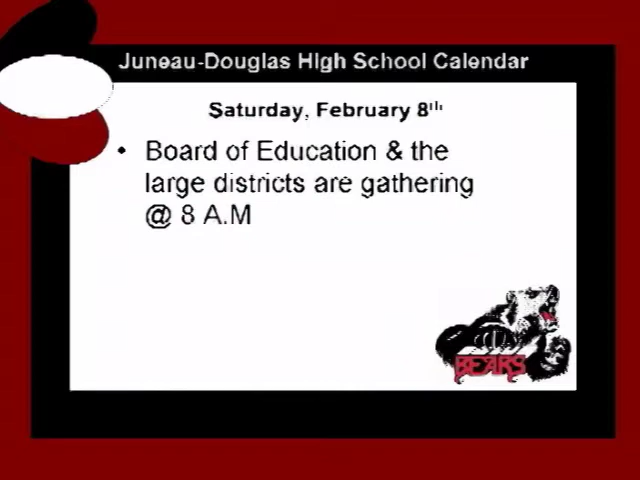 Juneau-Douglas High School Calendar
Saturday, February 8th
• Board of Education & the
large districts are gathering
@ 8 A.M
BEARS